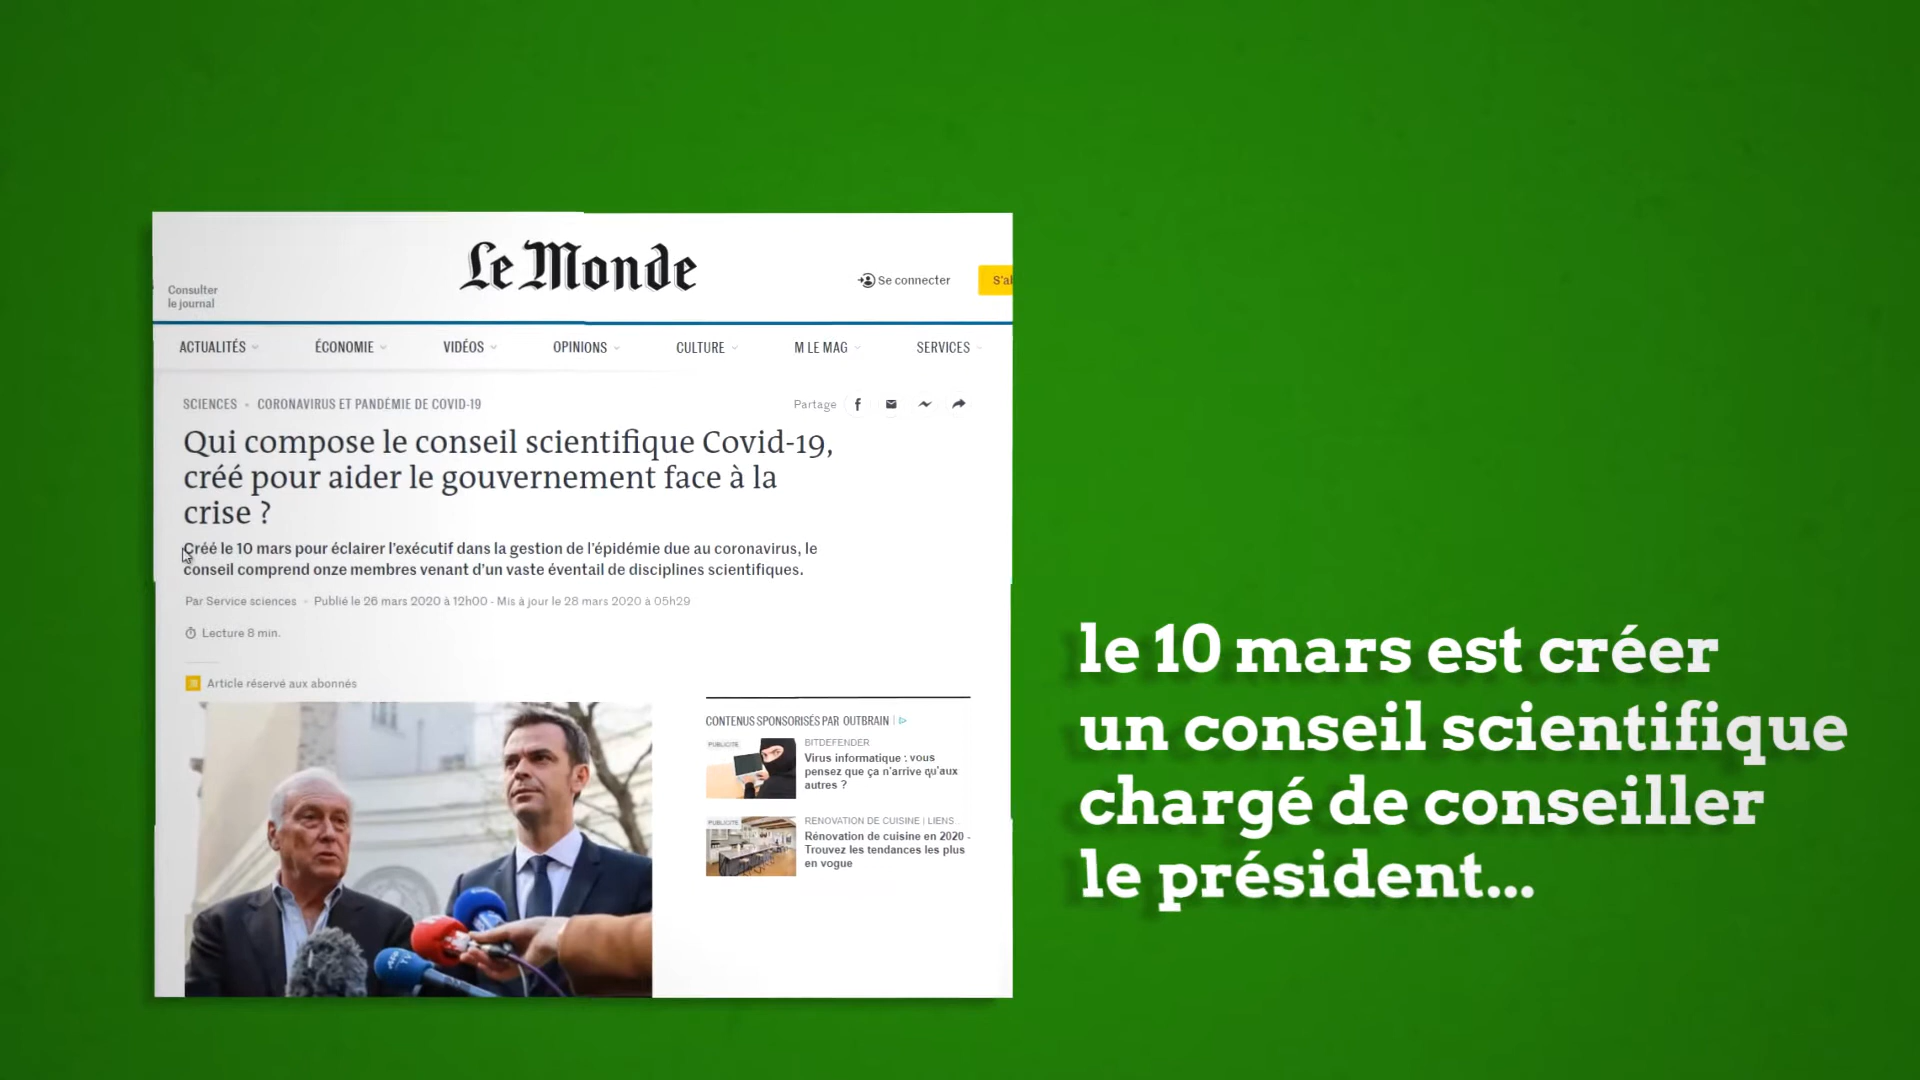 Le Monde
Consulter
le journal
Se connecter
ACTUALITÉS
ÉCONOMIE
VIDÉOS
OPINIONS
CULTURE
M LE MAG
SERVICES
SCIENCES • CORONAVIRUS ET PANDÉMIE DE COVID-19
Partage
Qui compose le conseil scientifique Covid-19,
créé pour aider le gouvernement face à la
crise ?
Créé le 10 mars pour éclairer l'exécutif dans la gestion de l'épidémie due au coronavirus, le
conseil comprend onze membres venant d'un vaste éventail de disciplines scientifiques.
Par Service sciences • Publié le 26 mars 2020 à 12h00 - Mis à jour le 28 mars 2020 à 05h29
Lecture 8 min.
Article réservé aux abonnés
CONTENUS SPONSORISÉS PAR OUTBRAIN
PUBLICITÉ
BITDEFENDER
Virus informatique : vous
pensez que ça n'arrive qu'aux
autres ?
PUBLICITÉ
RENOVATION DE CUISINE | LIENS...
Rénovation de cuisine en 2020 -
Trouvez les tendances les plus
en vogue
le 10 mars est créer
un conseil scientifique
chargé de conseiller
le président...